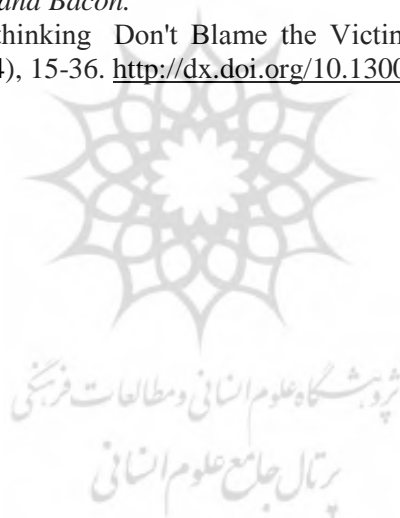 and Bacon.
thinking Don't Blame the Victin
4), 15-36. http://dx.doi.org/10.1300
پژوهشگاه علوم انسانی و مطالعات فرهنگی
پرتال جامع علوم انسانی